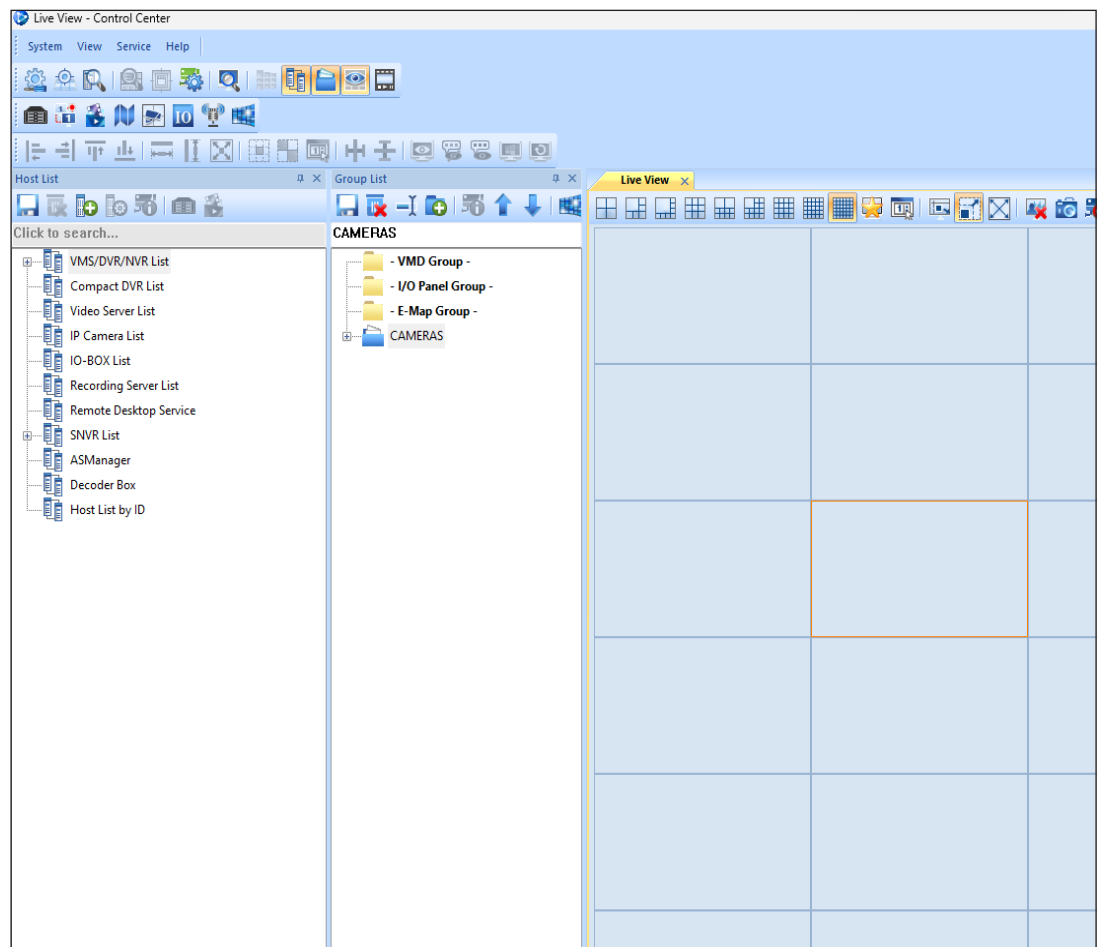 Live View - Control Center
System View Service Help
IO
Host List
Group List
Live View
Click to search...
CAMERAS
VMS/DVR/NVR List
Compact DVR List
Video Server List
IP Camera List
IO-BOX List
Recording Server List
Remote Desktop Service
SNVR List
ASManager
Decoder Box
Host List by ID
- VMD Group -
- I/O Panel Group -
- E-Map Group -
CAMERAS